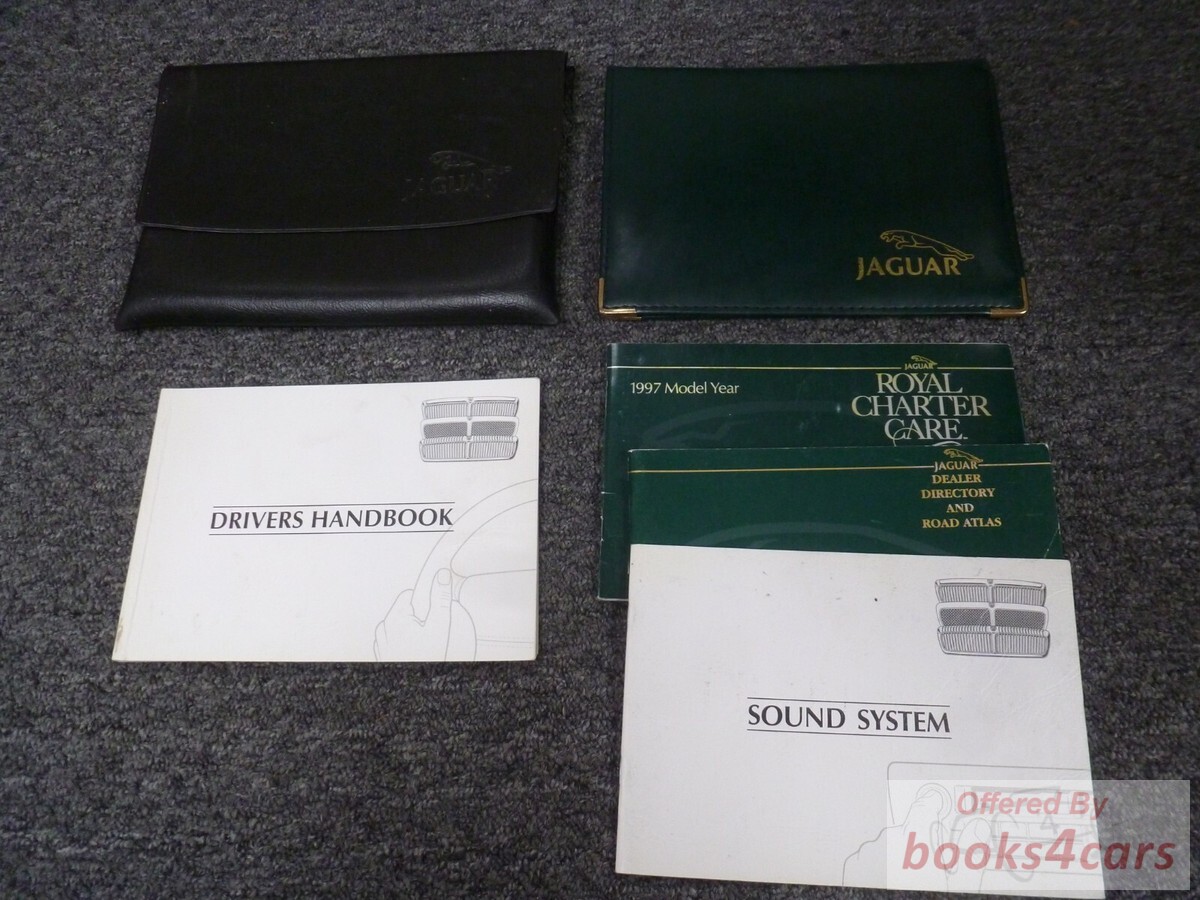 JAGUAR
JAGUAR
DRIVERS HANDBOOK
1997 Model Year
JAGUAR
ROYAL
CHARTER
CARE
JAGUAR
DEALER
DIRECTORY
AND
ROAD ATLAS
SOUND SYSTEM
Offered By
books4cars